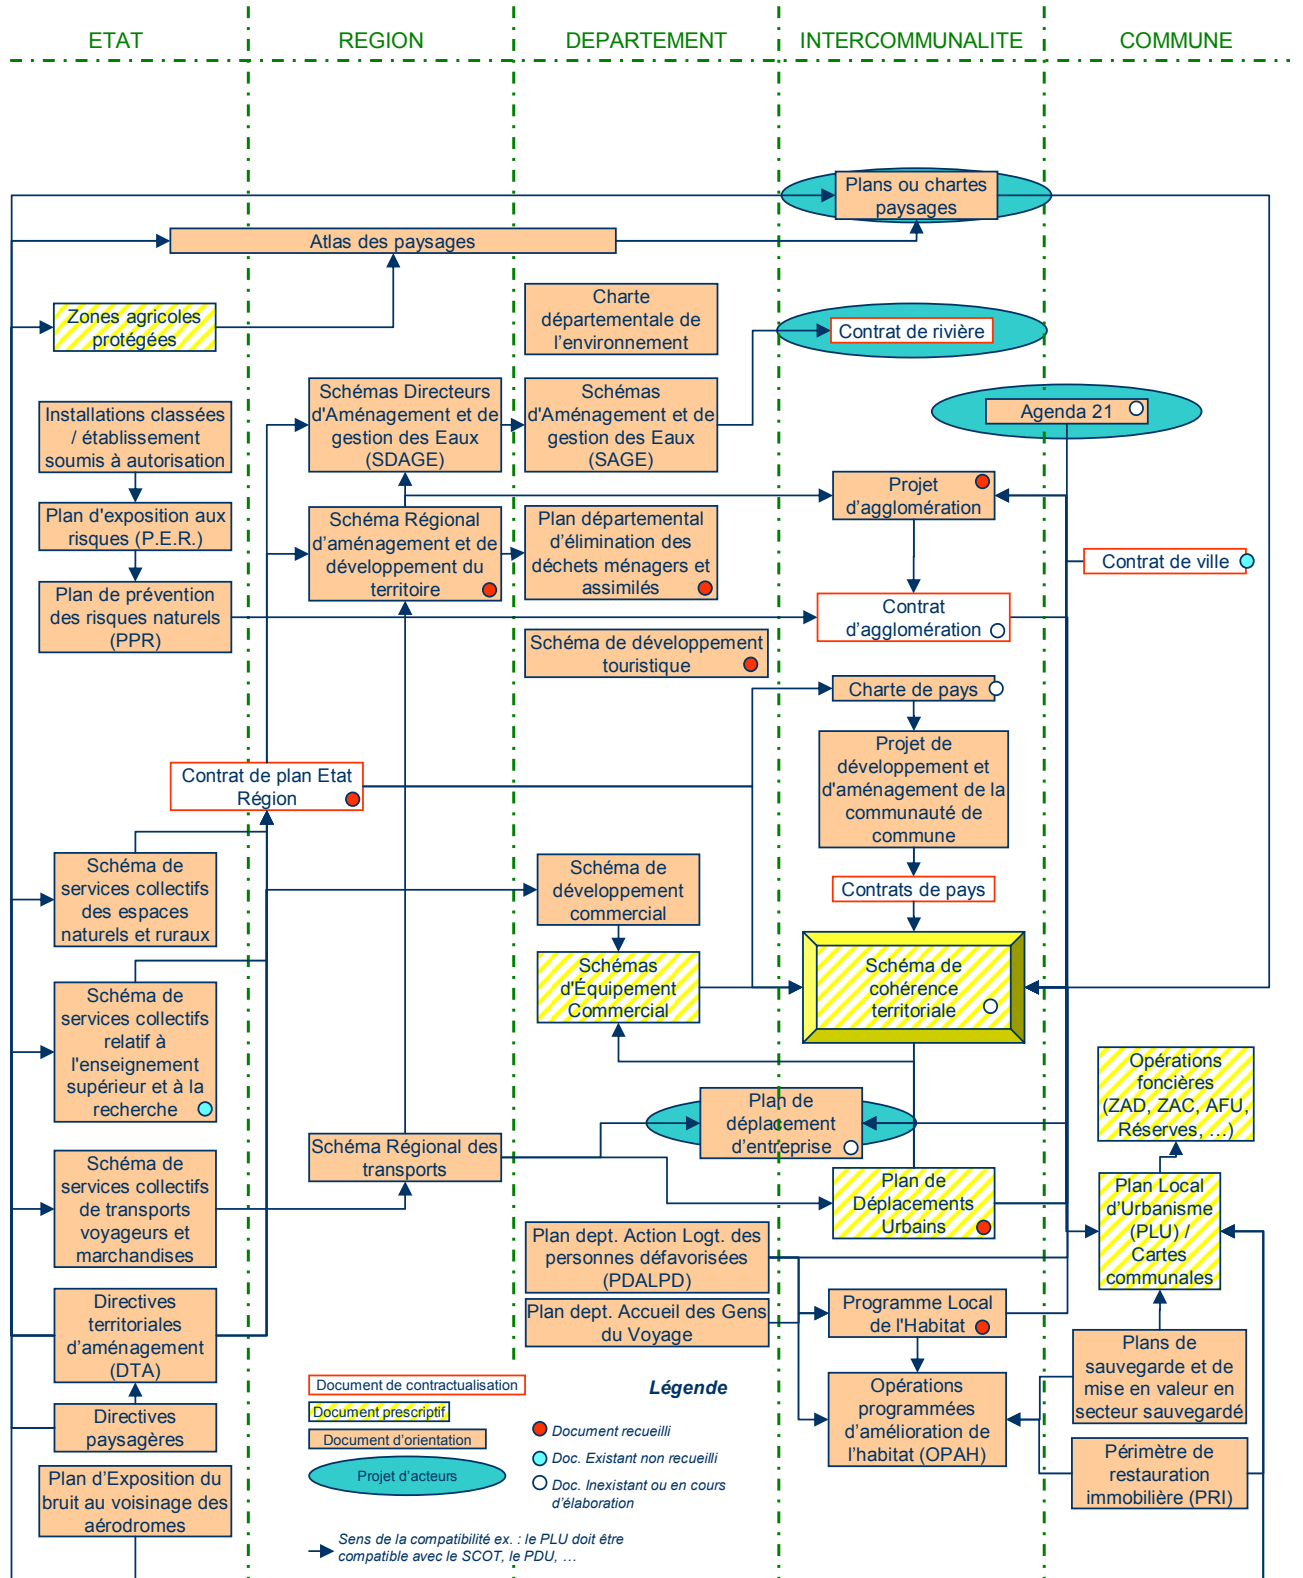 ETAT
REGION
DEPARTEMENT
INTERCOMMUNALITE
COMMUNE
Plans ou chartes
paysages
Atlas des paysages
Zones agricoles
protégées
Charte
départementale de
l'environnement
Contrat de rivière
Installations classées
/ établissement
soumis à autorisation
Schémas Directeurs
d'Aménagement et de
gestion des Eaux
(SDAGE)
Schémas
d'Aménagement et de
gestion des Eaux
(SAGE)
Agenda 21
Plan d'exposition aux
risques (P.E.R.)
Schéma Régional
d'aménagement et de
développement du
territoire
Plan départemental
d'élimination des
déchets ménagers et
assimilés
Projet
d'agglomération
Contrat de ville
Plan de prévention
des risques naturels
(PPR)
Contrat
d'agglomération
Schéma de développement
touristique
Charte de pays
Projet de
développement et
d'aménagement de la
communauté de
commune
Contrat de plan Etat
Région
Contrats de pays
Schéma de
services collectifs
des espaces
naturels et ruraux
Schéma de
développement
commercial
Schémas
d'Équipement
Commercial
Schéma de
cohérence
territoriale
Schéma de
services collectifs
relatif à
l'enseignement
supérieur et à la
recherche
Opérations
foncières
(ZAD, ZAC, AFU,
Réserves, …)
Plan de
déplacement
d'entreprise
Schéma Régional des
transports
Schéma de
services collectifs
de transports
voyageurs et
marchandises
Plan de
Déplacements
Urbains
Plan Local
d'Urbanisme
(PLU) /
Cartes
communales
Plan dept. Action Logt. des
personnes défavorisées
(PDALPD)
Plan dept. Accueil des Gens
du Voyage
Programme Local
de l'Habitat
Directives
territoriales
d'aménagement
(DTA)
Plans de
sauvegarde et de
mise en valeur en
secteur sauvegardé
Opérations
programmées
d'amélioration de
l'habitat (OPAH)
Directives
paysagères
Périmètre de
restauration
immobilière (PRI)
Plan d'Exposition du
bruit au voisinage des
aérodromes
Légende
Document de contractualisation
Document prescriptif
Document d'orientation
Projet d'acteurs
Document recueilli
Doc. Existant non recueilli
Doc. Inexistant ou en cours
d'élaboration
Sens de la compatibilité ex. : le PLU doit être
compatible avec le SCOT, le PDU, …